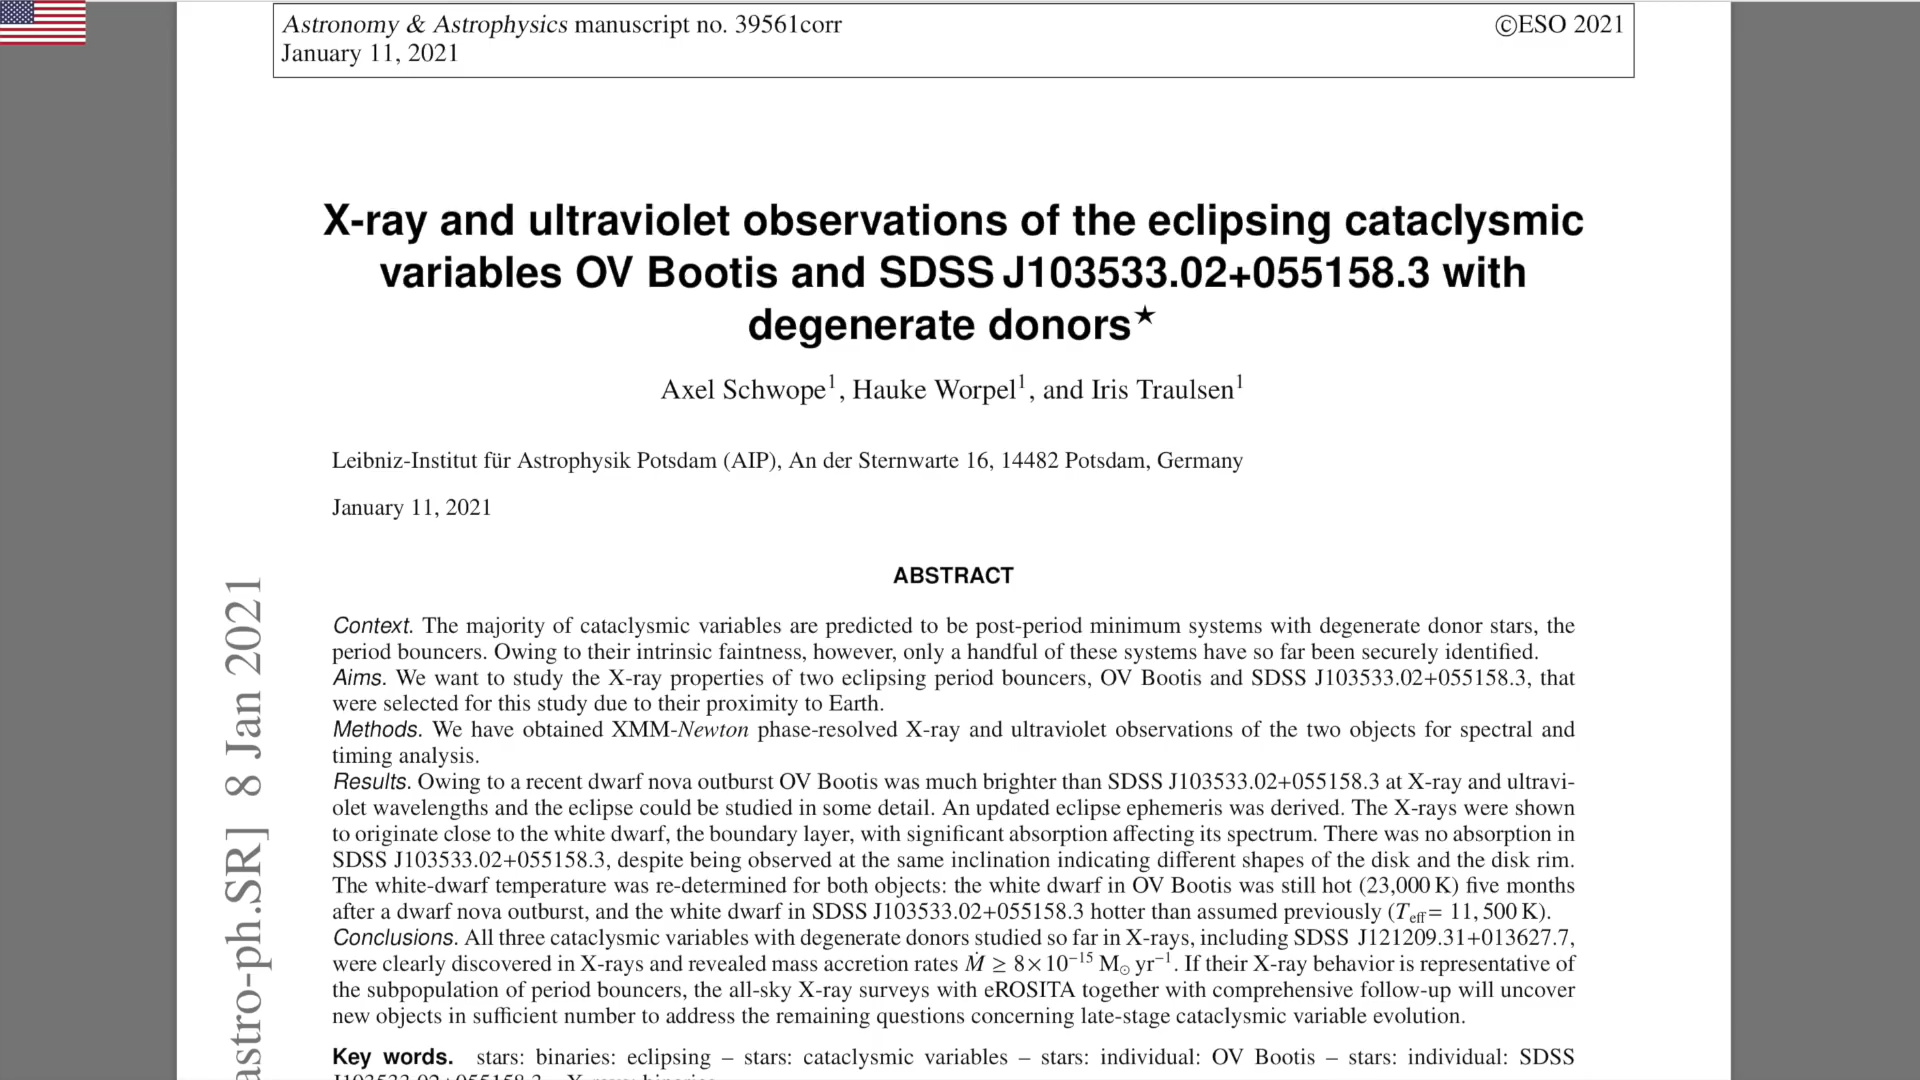 Astronomy & Astrophysics manuscript no. 39561corr
©ESO 2021
January 11, 2021
X-ray and ultraviolet observations of the eclipsing cataclysmic
variables OV Bootis and SDSS J103533.02+055158.3 with
degenerate donors★
Axel Schwope¹, Hauke Worpel¹, and Iris Traulsen¹
Leibniz-Institut für Astrophysik Potsdam (AIP), An der Sternwarte 16, 14482 Potsdam, Germany
January 11, 2021
ABSTRACT
Context. The majority of cataclysmic variables are predicted to be post-period minimum systems with degenerate donor stars, the
period bouncers. Owing to their intrinsic faintness, however, only a handful of these systems have so far been securely identified.
Aims. We want to study the X-ray properties of two eclipsing period bouncers, OV Bootis and SDSS J103533.02+055158.3, that
were selected for this study due to their proximity to Earth.
Methods. We have obtained XMM-Newton phase-resolved X-ray and ultraviolet observations of the two objects for spectral and
timing analysis.
Results. Owing to a recent dwarf nova outburst OV Bootis was much brighter than SDSS J103533.02+055158.3 at X-ray and ultravi-
olet wavelengths and the eclipse could be studied in some detail. An updated eclipse ephemeris was derived. The X-rays were shown
to originate close to the white dwarf, the boundary layer, with significant absorption affecting its spectrum. There was no absorption in
SDSS J103533.02+055158.3, despite being observed at the same inclination indicating different shapes of the disk and the disk rim.
The white-dwarf temperature was re-determined for both objects: the white dwarf in OV Bootis was still hot (23,000 K) five months
after a dwarf nova outburst, and the white dwarf in SDSS J103533.02+055158.3 hotter than assumed previously (T_eff = 11, 500 K).
Conclusions. All three cataclysmic variables with degenerate donors studied so far in X-rays, including SDSS J121209.31+013627.7,
were clearly discovered in X-rays and revealed mass accretion rates Ṁ ≥ 8×10⁻¹⁵ M⊙ yr⁻¹. If their X-ray behavior is representative of
the subpopulation of period bouncers, the all-sky X-ray surveys with eROSITA together with comprehensive follow-up will uncover
new objects in sufficient number to address the remaining questions concerning late-stage cataclysmic variable evolution.
Key words. stars: binaries: eclipsing – stars: cataclysmic variables – stars: individual: OV Bootis – stars: individual: SDSS
astro-ph.SR] 8 Jan 2021